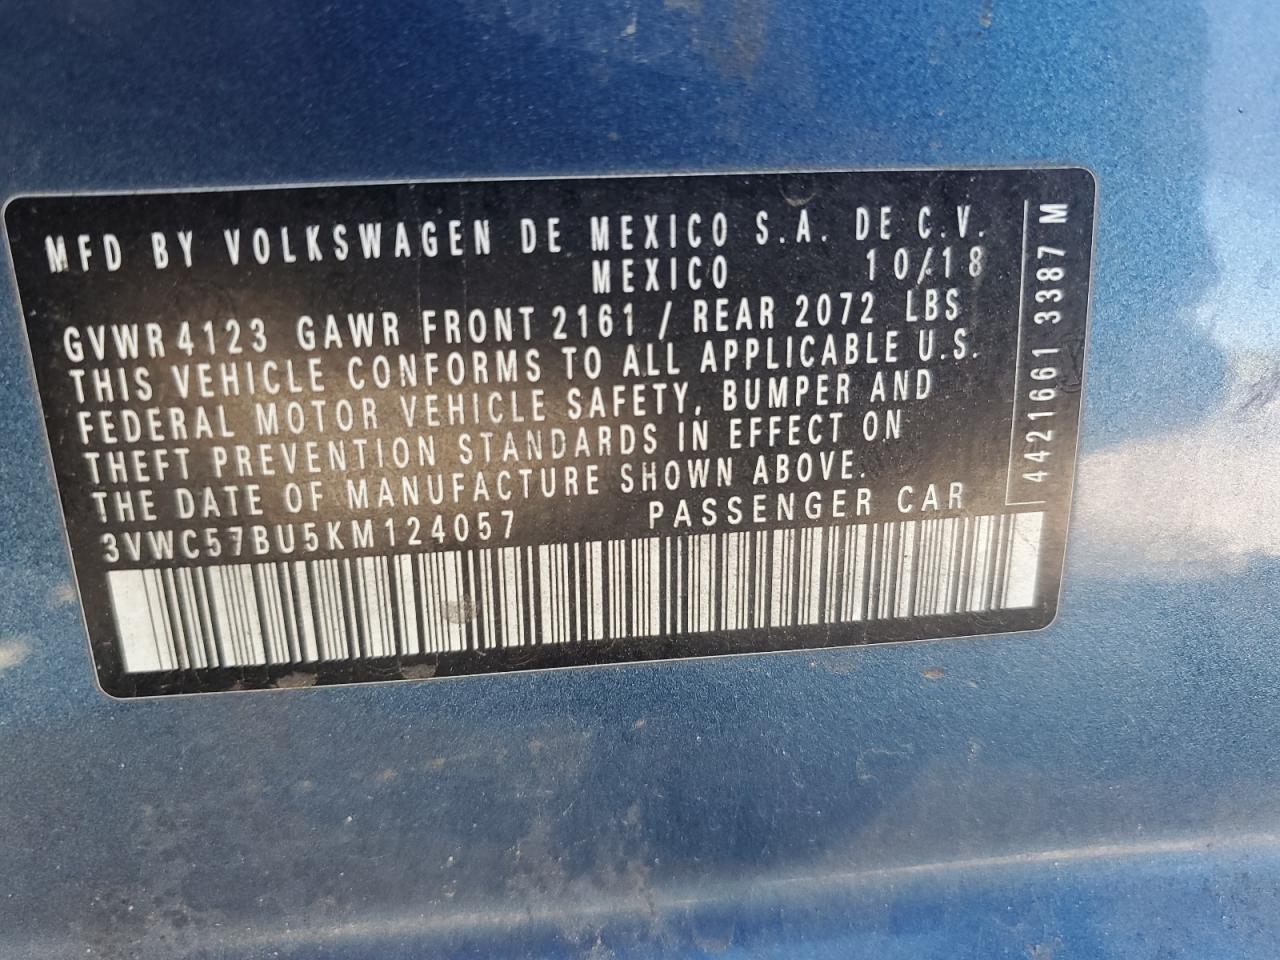 MFD BY VOLKSWAGEN DE MEXICO S.A. DE C.V.
MEXICO 10/18
GVWR 4123 GAWR FRONT 2161 / REAR 2072 LBS
THIS VEHICLE CONFORMS TO ALL APPLICABLE U.S.
FEDERAL MOTOR VEHICLE SAFETY, BUMPER AND
THEFT PREVENTION STANDARDS IN EFFECT ON
THE DATE OF MANUFACTURE SHOWN ABOVE.
3VWC57BU5KM124057 PASSENGER CAR
4421661 3387 M